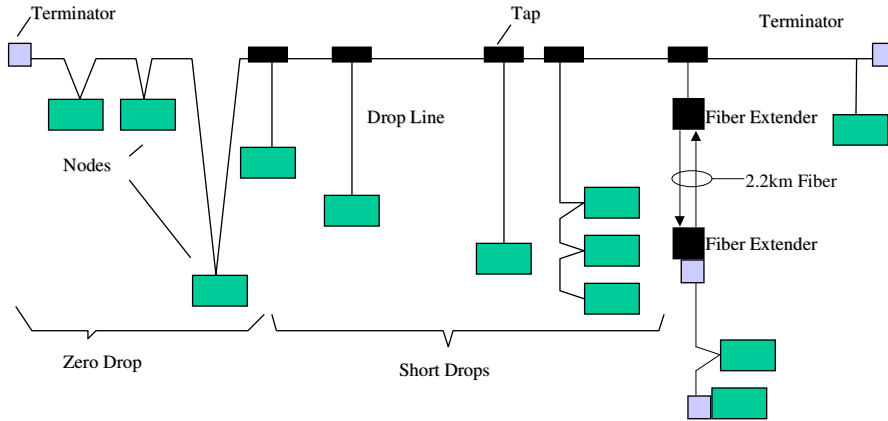 Terminator
Tap
Terminator
Drop Line
Fiber Extender
Nodes
2.2km Fiber
Fiber Extender
Zero Drop
Short Drops